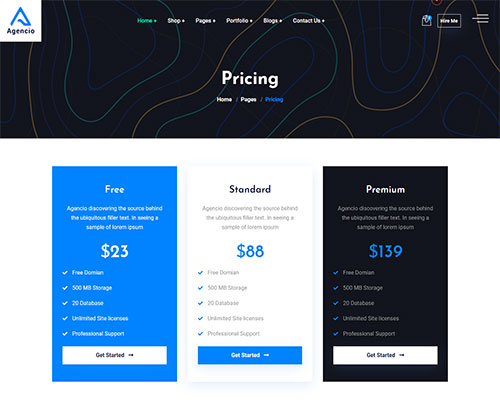 Agencio
Home + Shop + Pages + Portfolio + Blogs + Contact Us +
Hire Me
Pricing
Home / Pages / Pricing
Free
Agencio discovering the source behind
the ubiquitous filler text. In seeing a
sample of lorem ipsum
$23
Free Domian
500 MB Storage
20 Database
Unlimited Site licenses
Professional Support
Get Started →
Standard
Agencio discovering the source behind
the ubiquitous filler text. In seeing a
sample of lorem ipsum
$88
Free Domian
500 MB Storage
20 Database
Unlimited Site licenses
Professional Support
Get Started →
Premium
Agencio discovering the source behind
the ubiquitous filler text. In seeing a
sample of lorem ipsum
$139
Free Domian
500 MB Storage
20 Database
Unlimited Site licenses
Professional Support
Get Started →